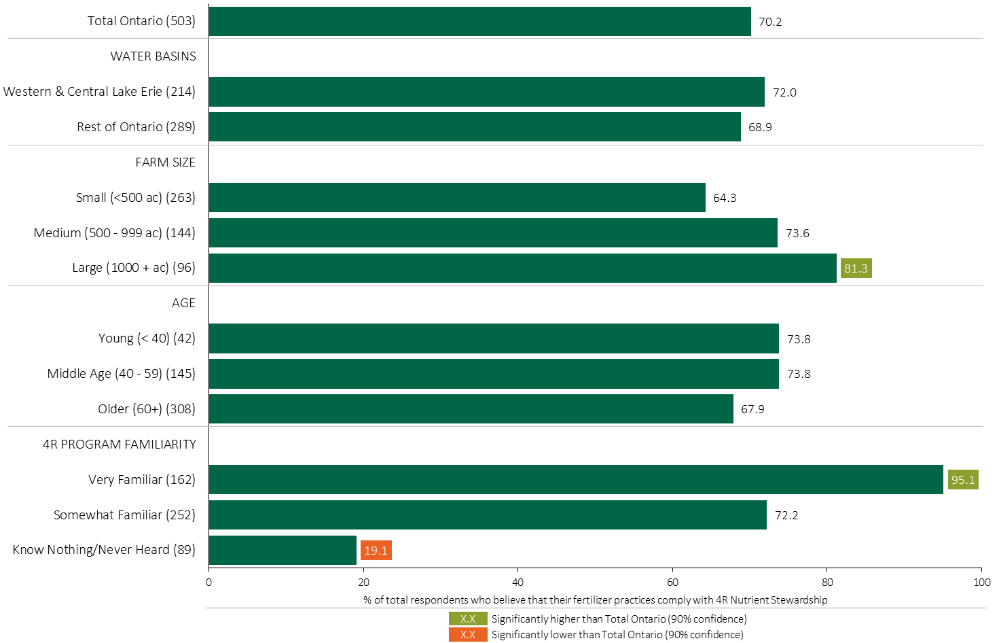 Total Ontario (503) 70.2
WATER BASINS
Western & Central Lake Erie (214) 72.0
Rest of Ontario (289) 68.9
FARM SIZE
Small (<500 ac) (263) 64.3
Medium (500 - 999 ac) (144) 73.6
Large (1000 + ac) (96) 81.3
AGE
Young (< 40) (42) 73.8
Middle Age (40 - 59) (145) 73.8
Older (60+) (308) 67.9
4R PROGRAM FAMILIARITY
Very Familiar (162) 95.1
Somewhat Familiar (252) 72.2
Know Nothing/Never Heard (89) 19.1
0 20 40 60 80 100
% of total respondents who believe that their fertilizer practices comply with 4R Nutrient Stewardship
X.X Significantly higher than Total Ontario (90% confidence)
X.X Significantly lower than Total Ontario (90% confidence)